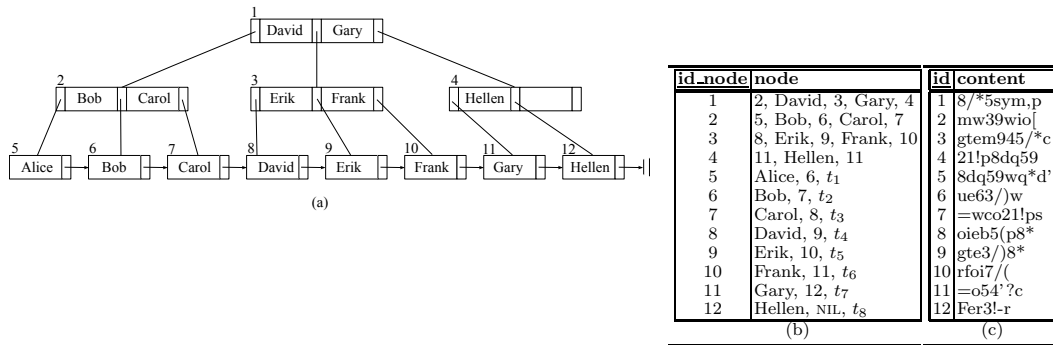 1
David Gary
2 3 4
Bob Carol Erik Frank Hellen
5 6 7 8 9 10 11 12
Alice Bob Carol David Erik Frank Gary Hellen
(a)
id_node node
1 2, David, 3, Gary, 4
2 5, Bob, 6, Carol, 7
3 8, Erik, 9, Frank, 10
4 11, Hellen, 11
5 Alice, 6, t1
6 Bob, 7, t2
7 Carol, 8, t3
8 David, 9, t4
9 Erik, 10, t5
10 Frank, 11, t6
11 Gary, 12, t7
12 Hellen, NIL, t8
(b)
id content
1 8/*5sym,p
2 mw39wio[
3 gtem945/*c
4 21!p8dq59
5 8dq59wq*d'
6 ue63/)w
7 =wco21!ps
8 oieb5(p8*
9 gte3/)8*
10 rfoi7/(
11 =o54'?c
12 Fer3!-r
(c)